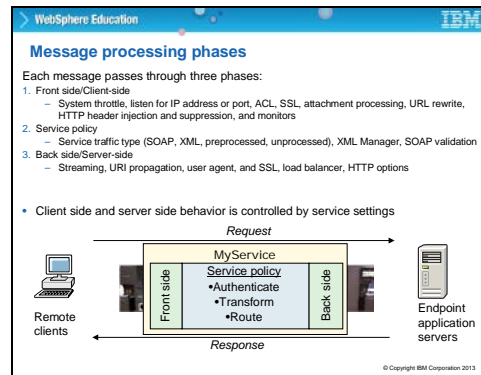 WebSphere Education
IBM
Message processing phases
Each message passes through three phases:
1. Front side/Client-side
– System throttle, listen for IP address or port, ACL, SSL, attachment processing, URL rewrite,
HTTP header injection and suppression, and monitors
2. Service policy
– Service traffic type (SOAP, XML, preprocessed, unprocessed), XML Manager, SOAP validation
3. Back side/Server-side
– Streaming, URI propagation, user agent, and SSL, load balancer, HTTP options
• Client side and server side behavior is controlled by service settings
Request
MyService
Front side
Service policy
•Authenticate
•Transform
•Route
Back side
Remote
clients
Endpoint
application
servers
Response
© Copyright IBM Corporation 2013